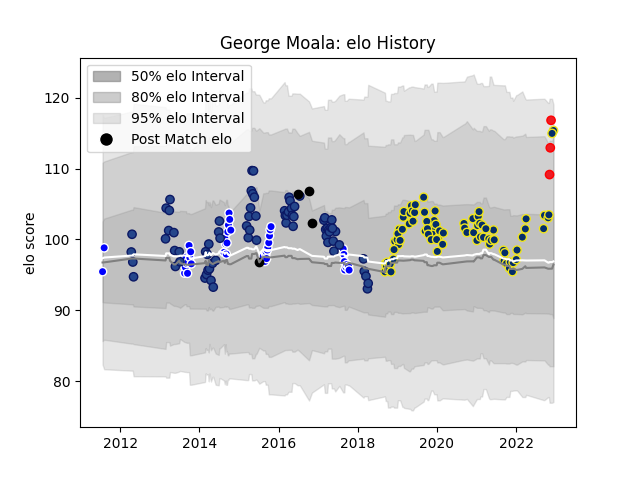 George Moala: elo History
50% elo Interval
80% elo Interval
95% elo Interval
Post Match elo
elo score
120
110
100
90
80
2012 2014 2016 2018 2020 2022